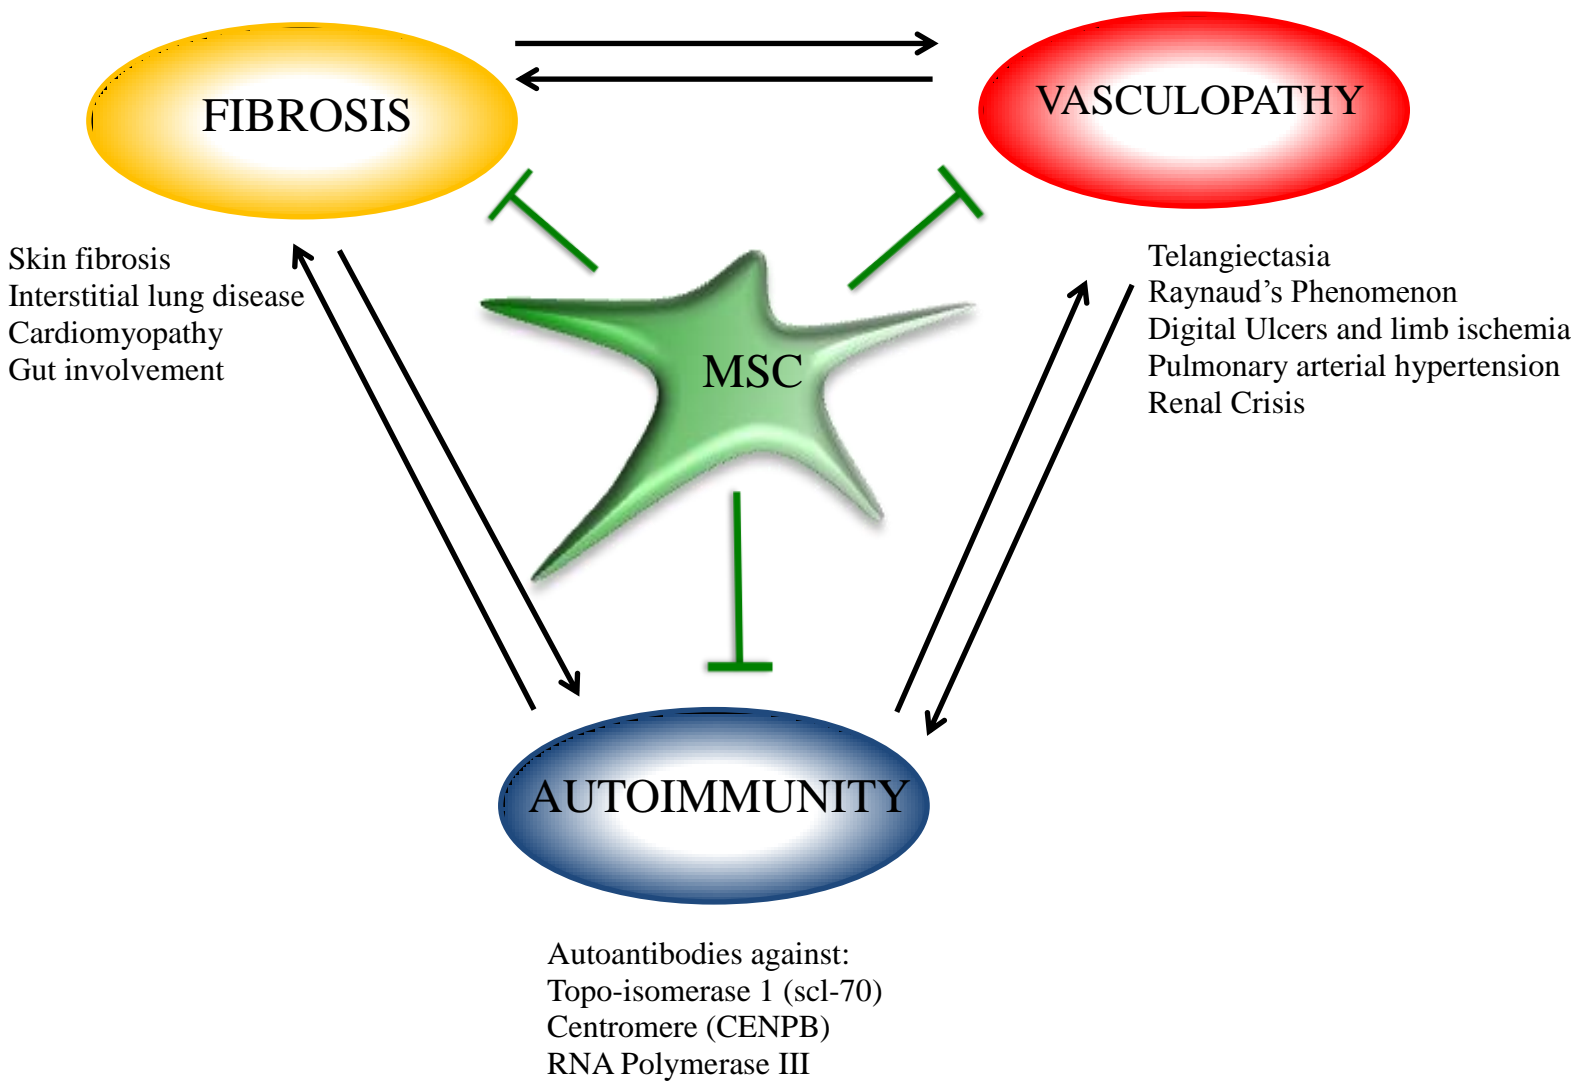 FIBROSIS
VASCULOPATHY
Skin fibrosis
Interstitial lung disease
Cardiomyopathy
Gut involvement
Telangiectasia
Raynaud’s Phenomenon
Digital Ulcers and limb ischemia
Pulmonary arterial hypertension
Renal Crisis
MSC
AUTOIMMUNITY
Autoantibodies against:
Topo-isomerase 1 (scl-70)
Centromere (CENPB)
RNA Polymerase III